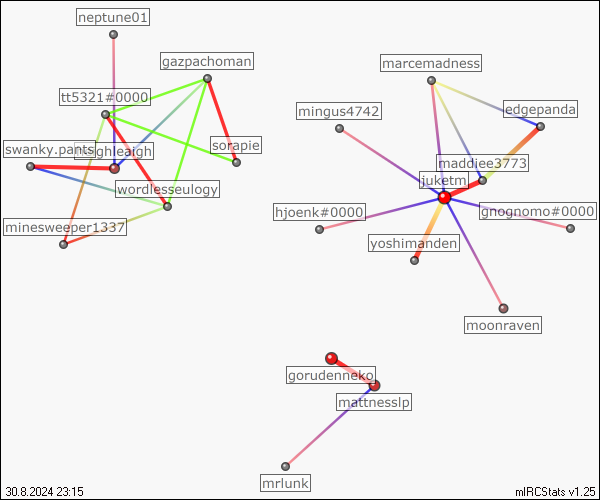 neptune01
gazpachoman
marcemadness
tt5321#0000
mingus4742
edgepanda
swanky.pants
sorapie
maddiee3773
juketm
wordlesseulogy
hjoenk#0000
gnognomo#0000
minesweeper1337
yoshimanden
moonraven
gorudenneko
mattnesslp
mrlunk
30.8.2024 23:15
mIRCStats v1.25